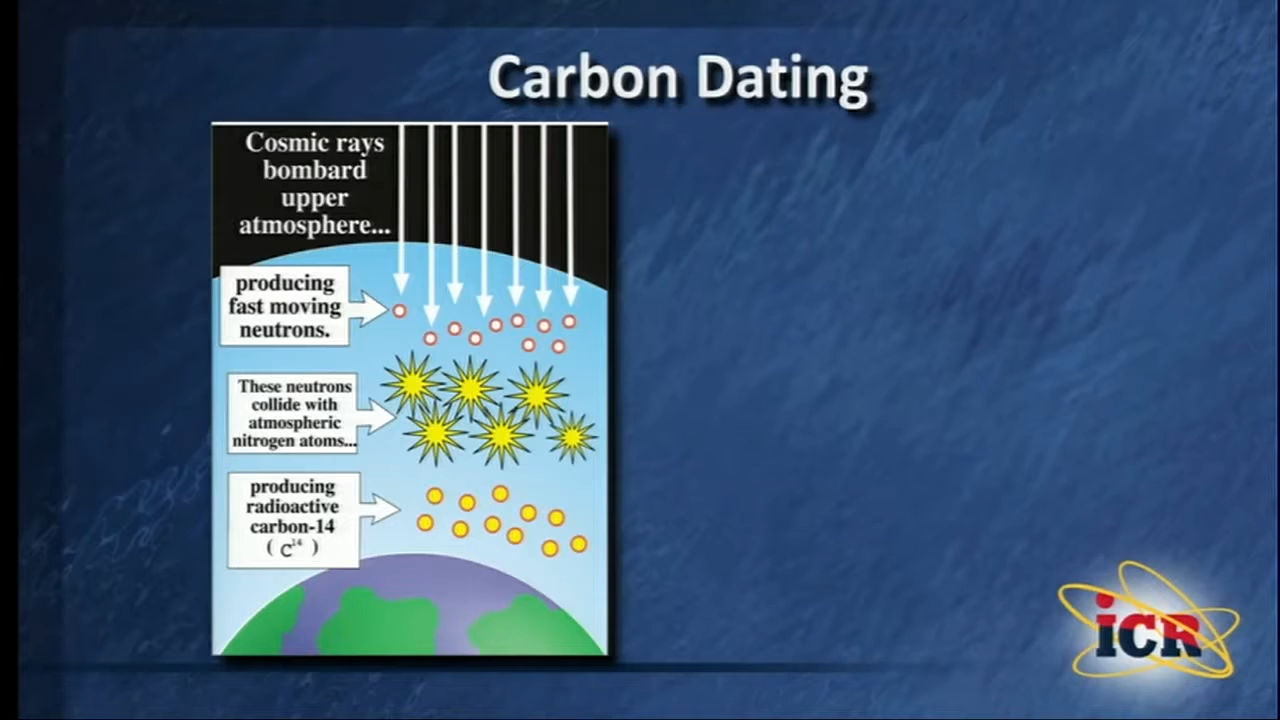 Carbon Dating
Cosmic rays
bombard
upper
atmosphere...
producing
fast moving
neutrons.
These neutrons
collide with
atmospheric
nitrogen atoms...
producing
radioactive
carbon-14
( C¹⁴ )
iCR